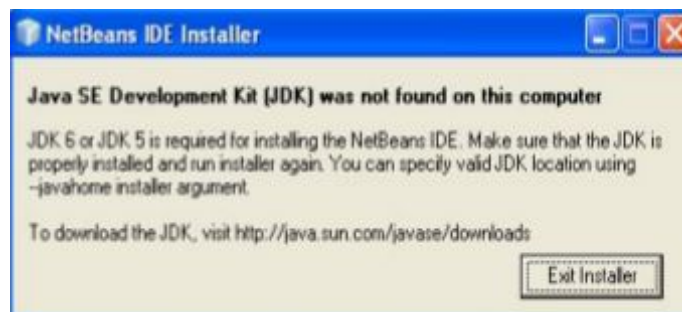 NetBeans IDE Installer
Java SE Development Kit (JDK) was not found on this computer
JDK 6 or JDK 5 is required for installing the NetBeans IDE. Make sure that the JDK is
properly installed and run installer again. You can specify valid JDK location using
--javahome installer argument.
To download the JDK, visit http://java.sun.com/javase/downloads
Exit Installer